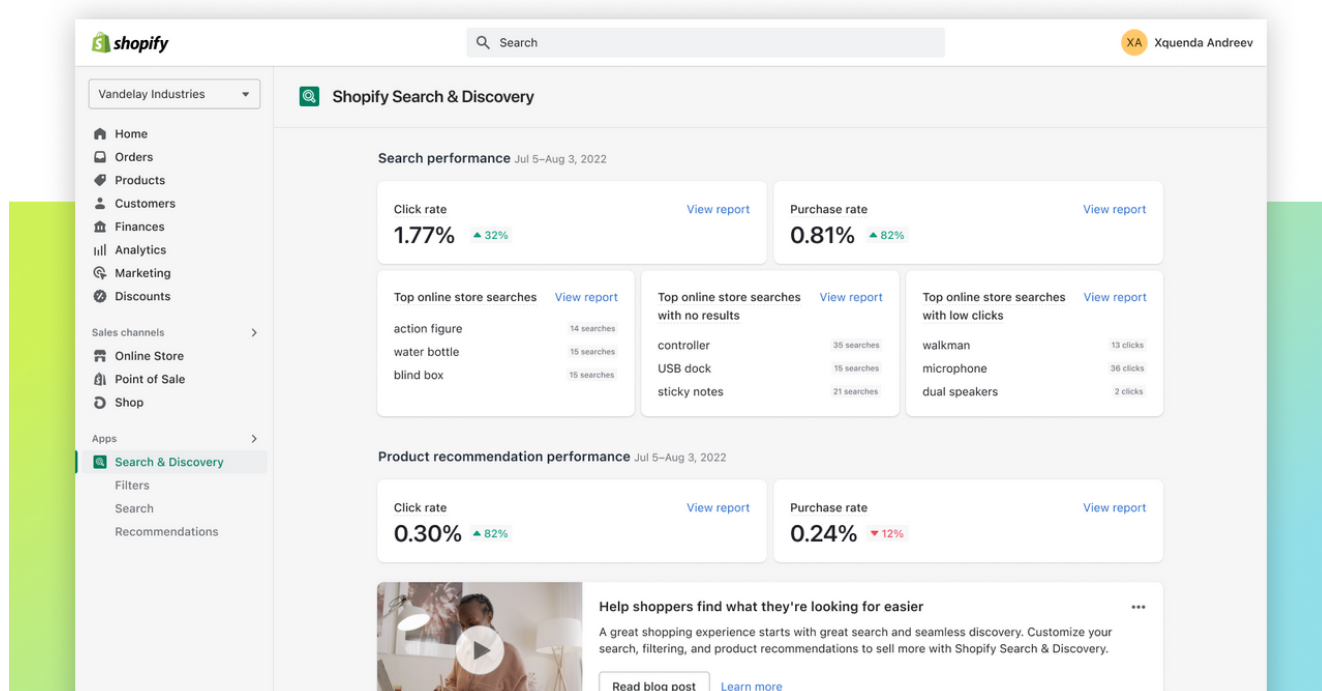 shopify
Search
XA Xquenda Andreev
Vandelay Industries
Home
Orders
Products
Customers
Finances
Analytics
Marketing
Discounts
Sales channels
Online Store
Point of Sale
Shop
Apps
Search & Discovery
Filters
Search
Recommendations
Shopify Search & Discovery
Search performance Jul 5–Aug 3, 2022
Click rate View report
1.77% 32%
Purchase rate View report
0.81% 82%
Top online store searches View report
action figure 14 searches
water bottle 15 searches
blind box 15 searches
Top online store searches View report
with no results
controller 35 searches
USB dock 15 searches
sticky notes 21 searches
Top online store searches View report
with low clicks
walkman 13 clicks
microphone 36 clicks
dual speakers 2 clicks
Product recommendation performance Jul 5–Aug 3, 2022
Click rate View report
0.30% 82%
Purchase rate View report
0.24% 12%
Help shoppers find what they're looking for easier
A great shopping experience starts with great search and seamless discovery. Customize your
search, filtering, and product recommendations to sell more with Shopify Search & Discovery.
Read blog post Learn more